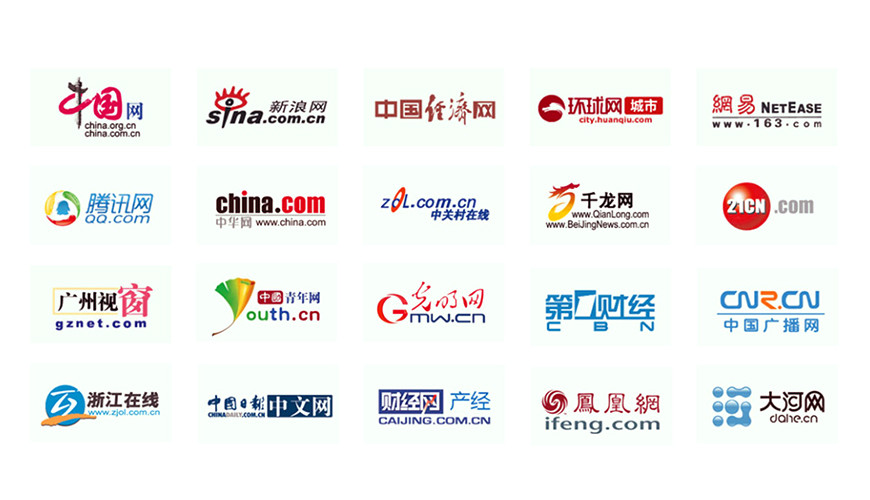 中国网
china.org.cn
china.com.cn
sina新浪网
.com.cn
中国经济网
环球网 城市
city.huanqiu.com
網易 NETEASE
www.163.com
腾讯网
QQ.com
china.com
中华网 www.china.com
zol.com.cn
中关村在线
千龙网
www.QianLong.com
www.BeiJingNews.com.cn
21CN.com
广州视窗
gznet.com
中國青年网
Youth.cn
光明网
GMW.CN
第1财经
CBN
CNR.CN
中国广播网
浙江在线
www.zjol.com.cn
中国日报 中文网
CHINADAILY.COM.CN
财经网 产经
CAIJING.COM.CN
鳳凰網
ifeng.com
大河网
dahe.cn